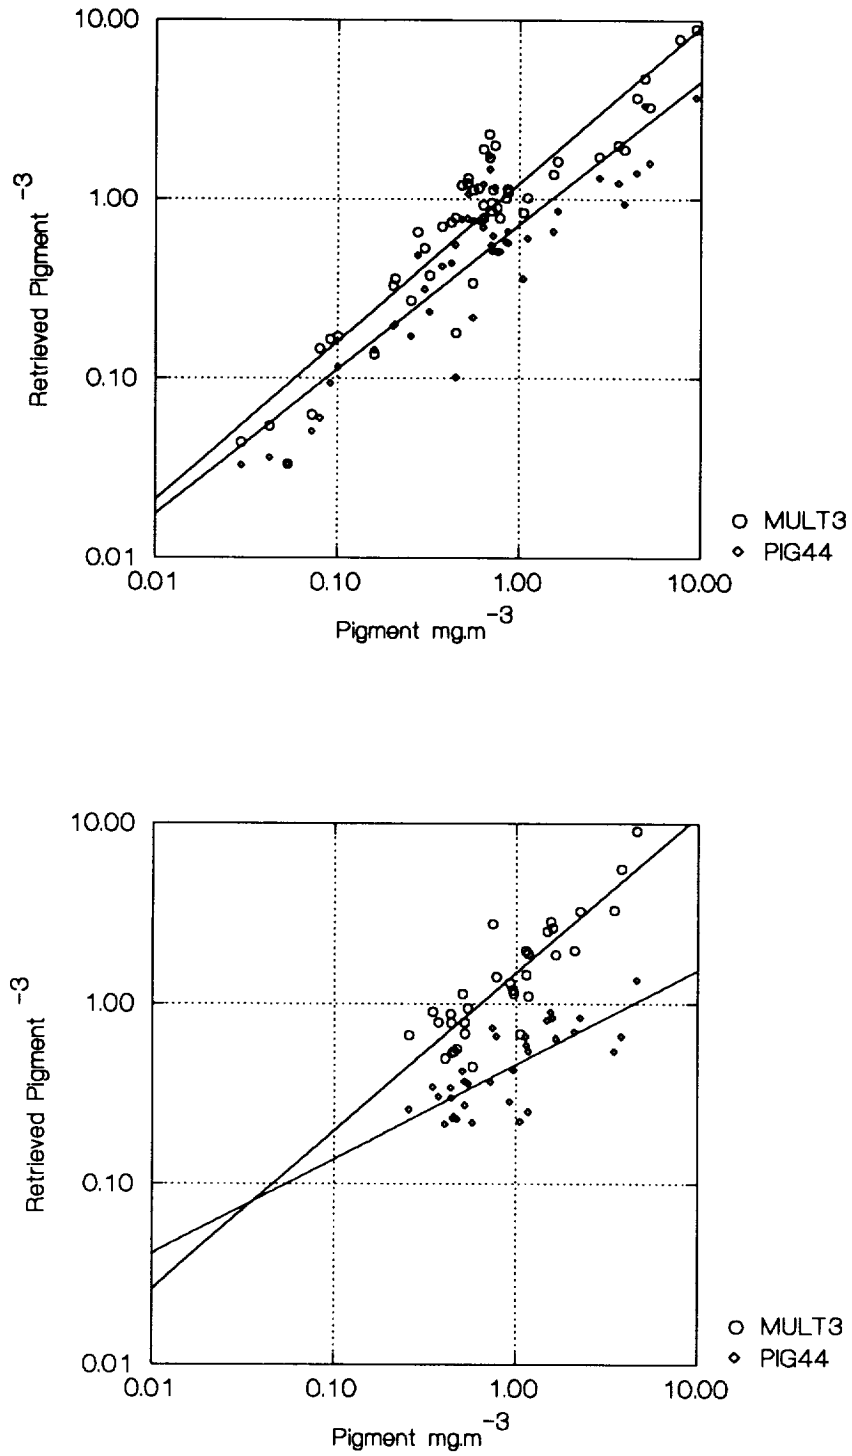 10.00
1.00
0.10
0.01
Retrieved Pigment -3
0.01 0.10 1.00 10.00
Pigment mg.m-3
MULT3
PIG44
10.00
1.00
0.10
0.01
Retrieved Pigment -3
0.01 0.10 1.00 10.00
Pigment mg.m-3
MULT3
PIG44